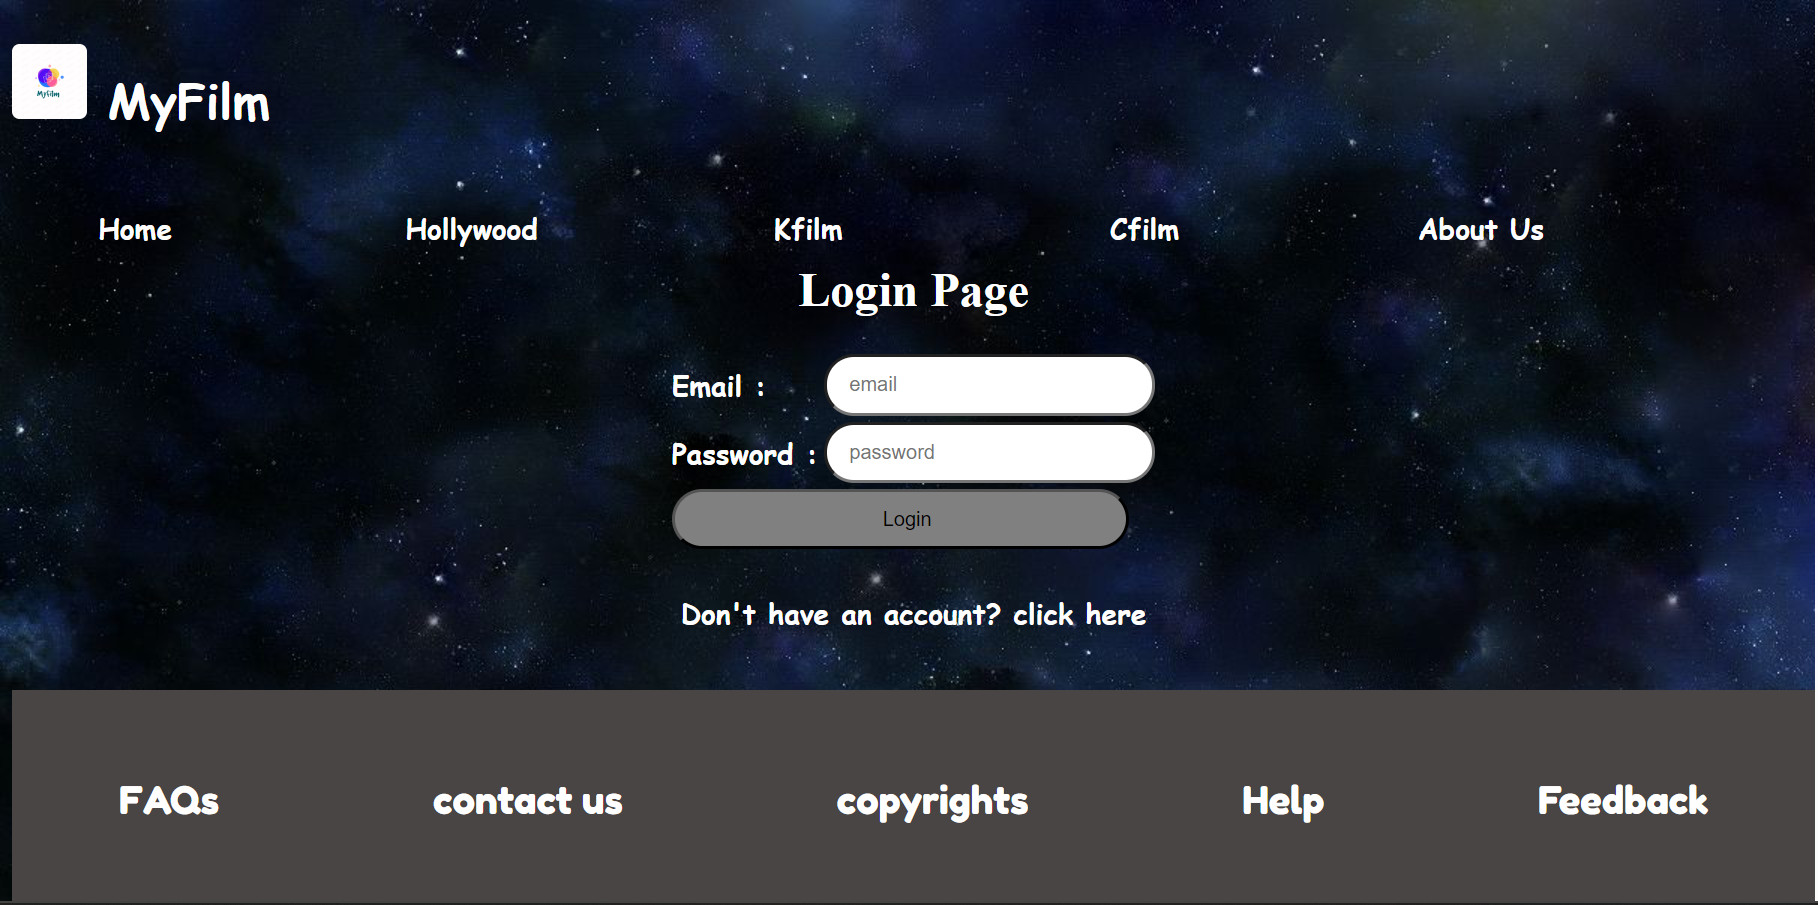 MyFilm
MyFilm
Home Hollywood Kfilm Cfilm About Us
Login Page
Email : email
Password : password
Login
Don't have an account? click here
FAQs contact us copyrights Help Feedback